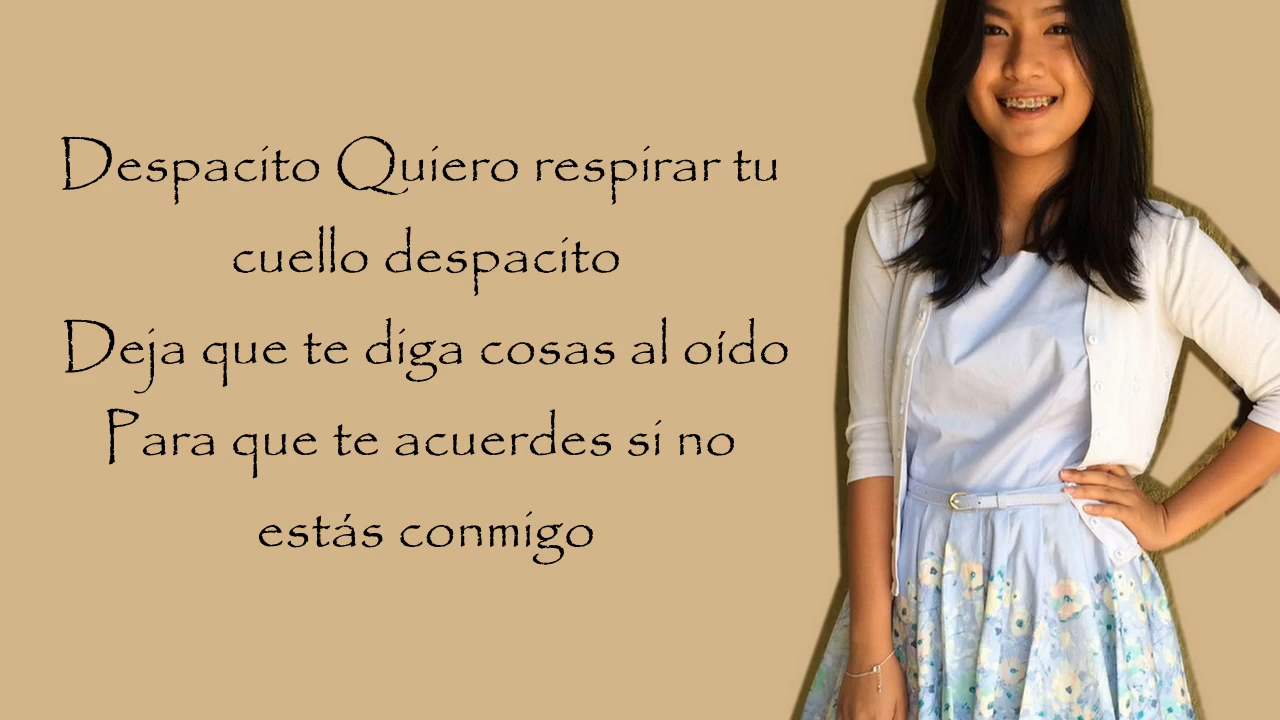 Despacito Quiero respirar tu
cuello despacito
Deja que te diga cosas al oído
Para que te acuerdes si no
estás conmigo